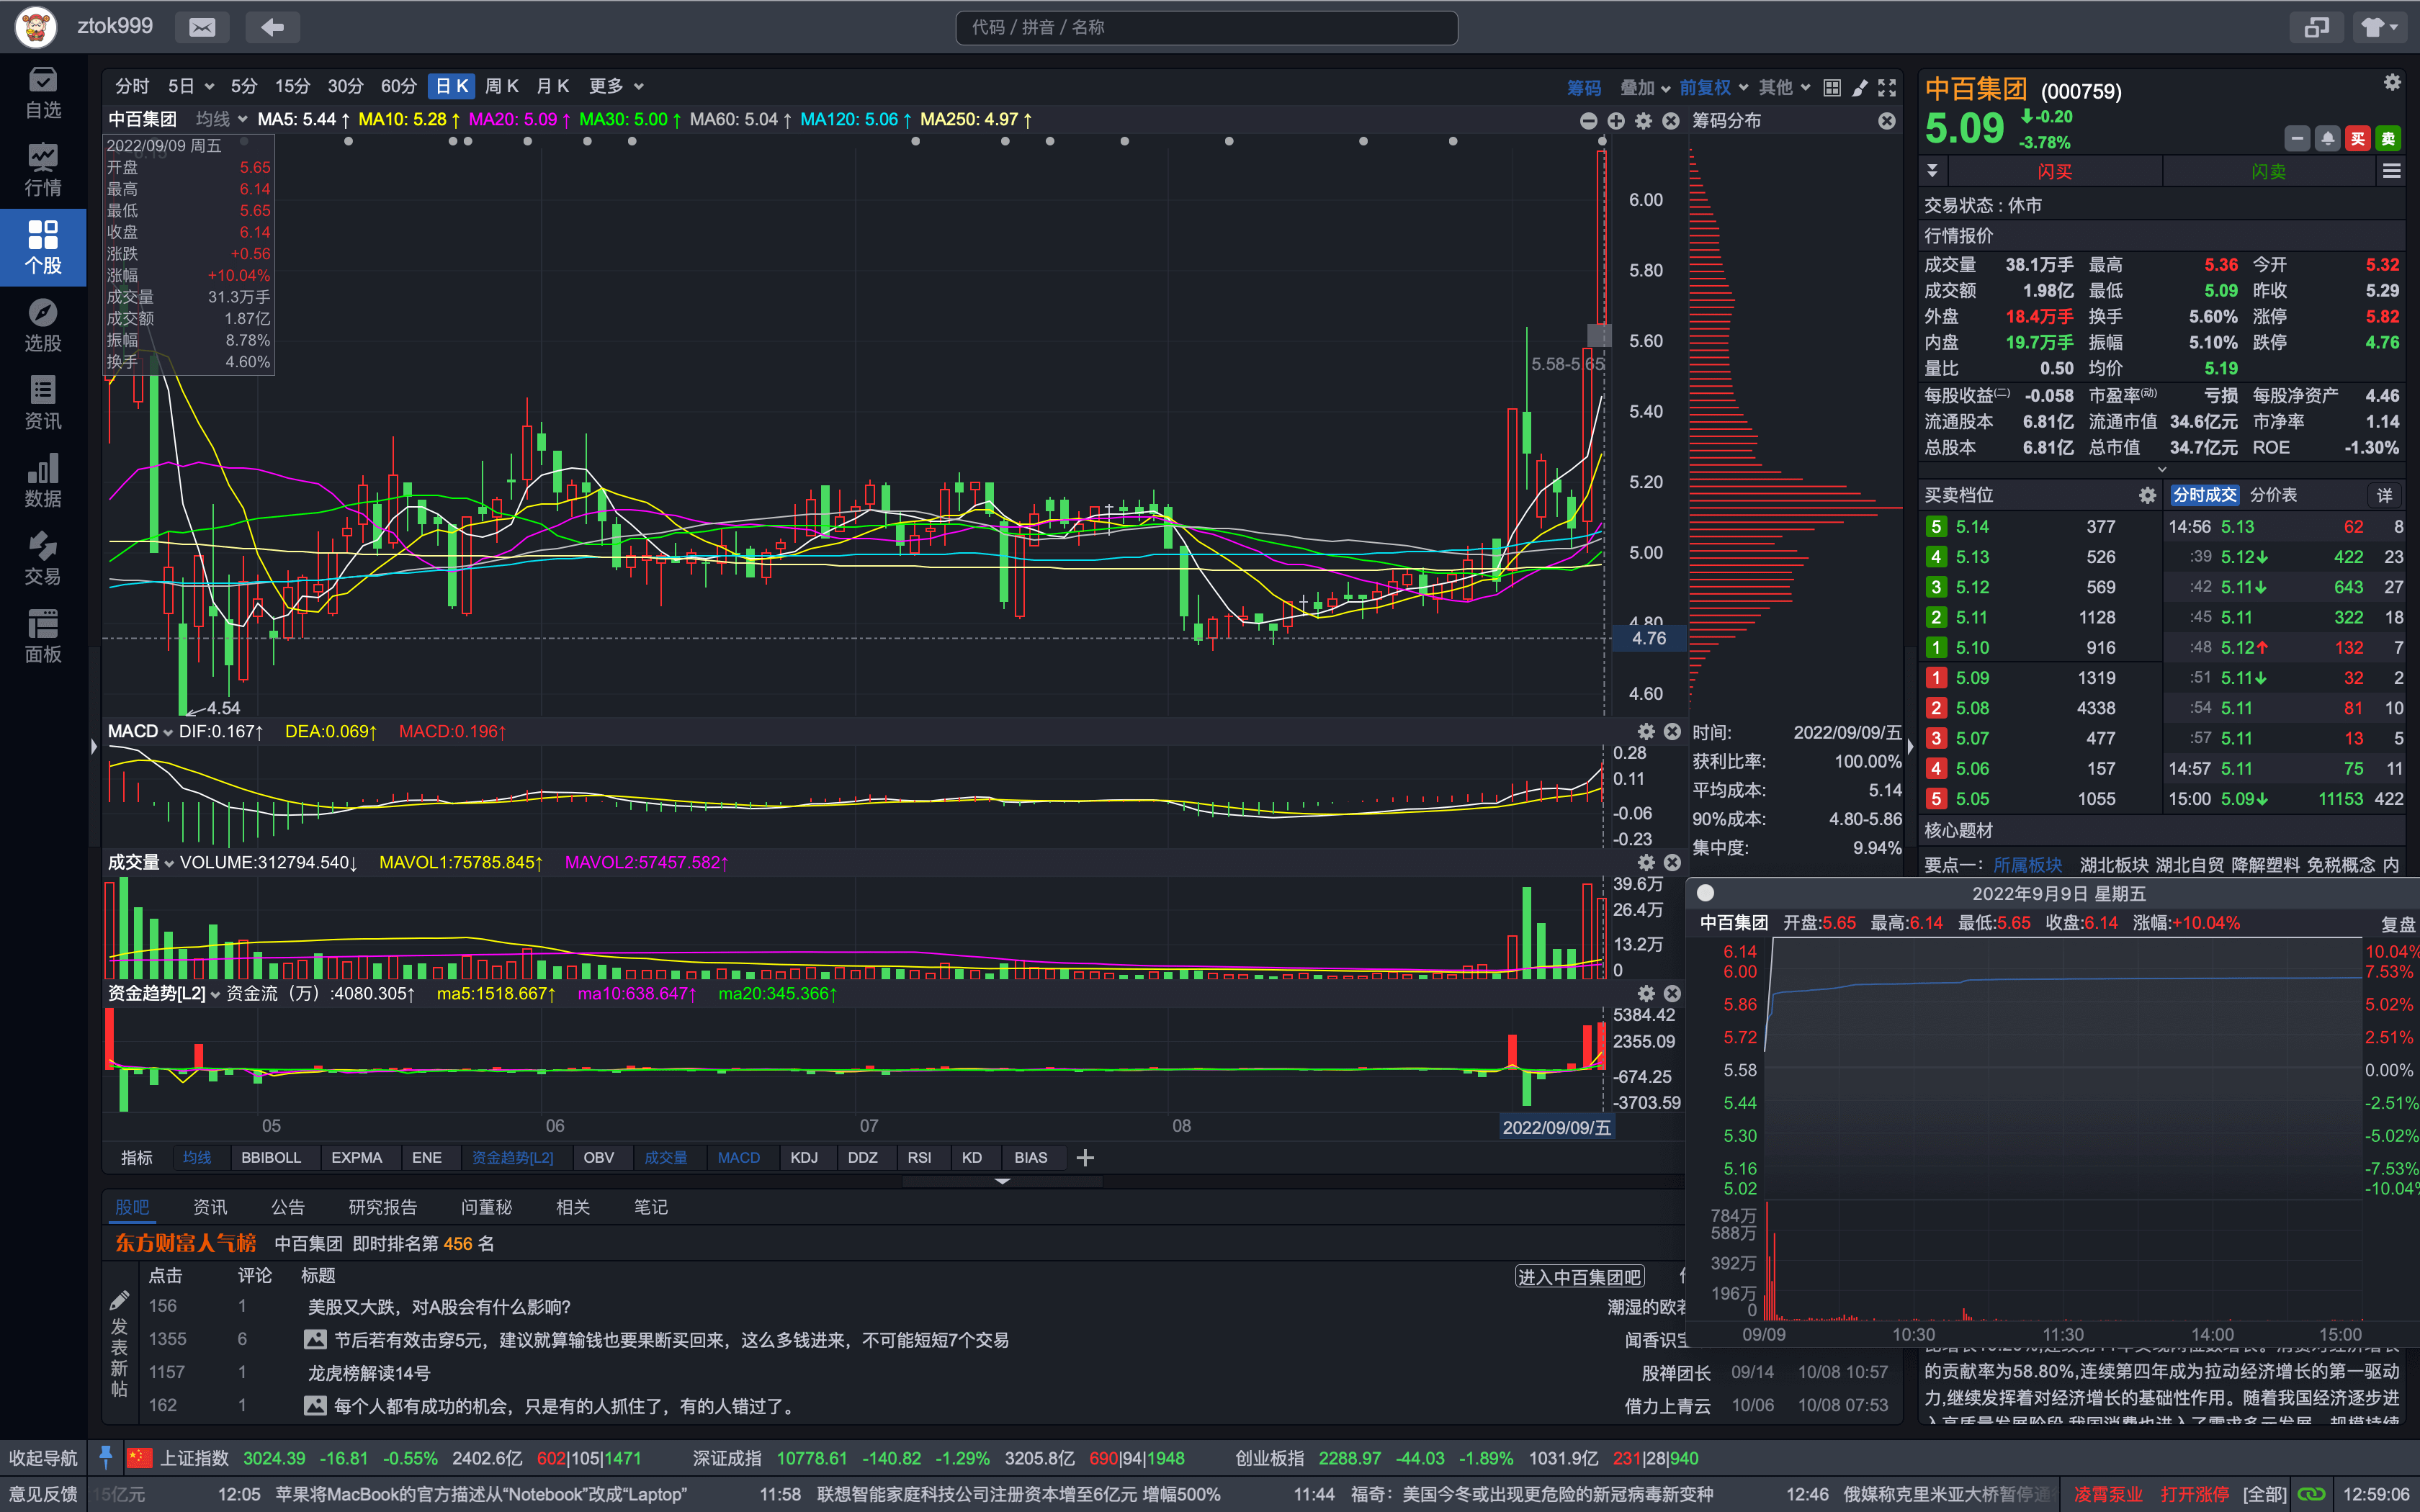 ztok999
代码 / 拼音 / 名称
自选
行情
个股
选股
资讯
数据
交易
面板
分时 5日 5分 15分 30分 60分 日K 周K 月K 更多
筹码 叠加 前复权 其他
中百集团 均线 MA5: 5.44↑ MA10: 5.28↑ MA20: 5.09↑ MA30: 5.00↑ MA60: 5.04↑ MA120: 5.06↑ MA250: 4.97↑
筹码分布
2022/09/09 周五
开盘 5.65
最高 6.14
最低 5.65
收盘 6.14
涨跌 +0.56
涨幅 +10.04%
成交量 31.3万手
成交额 1.87亿
振幅 8.78%
换手 4.60%
6.00
5.80
5.60
5.58-5.65
5.40
5.20
5.00
4.80
4.76
4.60
4.54
MACD DIF:0.167↑ DEA:0.069↑ MACD:0.196↑
0.28
0.11
-0.06
-0.23
成交量 VOLUME:312794.540↓ MAVOL1:75785.845↑ MAVOL2:57457.582↑
39.6万
26.4万
13.2万
0
资金趋势[L2] 资金流（万）:4080.305↑ ma5:1518.667↑ ma10:638.647↑ ma20:345.366↑
5384.42
2355.09
-674.25
-3703.59
05 06 07 08 2022/09/09/五
时间: 2022/09/09/五
获利比率: 100.00%
平均成本: 5.14
90%成本: 4.80-5.86
集中度: 9.94%
指标 均线 BBIBOLL EXPMA ENE 资金趋势[L2] OBV 成交量 MACD KDJ DDZ RSI KD BIAS
股吧 资讯 公告 研究报告 问董秘 相关 笔记
东方财富人气榜 中百集团 即时排名第 456 名
点击 评论 标题 进入中百集团吧
发表新帖
156 1 美股又大跌，对A股会有什么影响? 潮湿的欧
1355 6 节后若有效击穿5元，建议就算输钱也要果断买回来，这么多钱进来，不可能短短7个交易 闻香识
1157 1 龙虎榜解读14号 股禅团长 09/14 10/08 10:57
162 1 每个人都有成功的机会，只是有的人抓住了，有的人错过了。 借力上青云 10/06 10/08 07:53
中百集团 (000759)
5.09 -0.20
-3.78%
买 卖
闪买 闪卖
交易状态 : 休市
行情报价
成交量 38.1万手 最高 5.36 今开 5.32
成交额 1.98亿 最低 5.09 昨收 5.29
外盘 18.4万手 换手 5.60% 涨停 5.82
内盘 19.7万手 振幅 5.10% 跌停 4.76
量比 0.50 均价 5.19
每股收益(二) -0.058 市盈率(动) 亏损 每股净资产 4.46
流通股本 6.81亿 流通市值 34.6亿元 市净率 1.14
总股本 6.81亿 总市值 34.7亿元 ROE -1.30%
买卖档位 分时成交 分价表 详
5 5.14 377 14:56 5.13 62 8
4 5.13 526 :39 5.12↓ 422 23
3 5.12 569 :42 5.11↓ 643 27
2 5.11 1128 :45 5.11 322 18
1 5.10 916 :48 5.12↑ 132 7
1 5.09 1319 :51 5.11↓ 32 2
2 5.08 4338 :54 5.11 81 10
3 5.07 477 :57 5.11 13 5
4 5.06 157 14:57 5.11 75 11
5 5.05 1055 15:00 5.09↓ 11153 422
核心题材
要点一： 所属板块 湖北板块 湖北自贸 降解塑料 免税概念 内
2022年9月9日 星期五
中百集团 开盘:5.65 最高:6.14 最低:5.65 收盘:6.14 涨幅:+10.04% 复盘
6.14 10.04%
6.00 7.53%
5.86 5.02%
5.72 2.51%
5.58 0.00%
5.44 -2.51%
5.30 -5.02%
5.16 -7.53%
5.02 -10.04%
784万
588万
392万
196万
0
09/09 10:30 11:30 14:00 15:00
的贡献率为58.80%,连续第四年成为拉动经济增长的第一驱动
力,继续发挥着对经济增长的基础性作用。随着我国经济逐步进
收起导航 上证指数 3024.39 -16.81 -0.55% 2402.6亿 602|105|1471 深证成指 10778.61 -140.82 -1.29% 3205.8亿 690|94|1948 创业板指 2288.97 -44.03 -1.89% 1031.9亿 231|28|940
意见反馈 15亿元 12:05 苹果将MacBook的官方描述从“Notebook”改成“Laptop” 11:58 联想智能家庭科技公司注册资本增至6亿元 增幅500% 11:44 福奇：美国今冬或出现更危险的新冠病毒新变种 12:46 俄媒称克里米亚大桥暂停通 凌霄泵业 打开涨停 [全部] 12:59:06